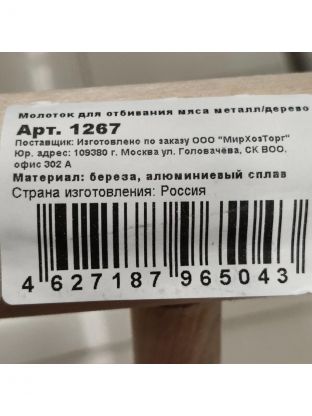 Молоток для отбивания мяса металл/дерево
Арт. 1267
Поставщик: Изготовлено по заказу ООО "МирХозТорг"
Юр. адрес: 109380 г. Москва ул. Головачёва, СК ВОО,
офис 302 А
Материал: береза, алюминиевый сплав
Страна изготовления: Россия
4 627187 965043